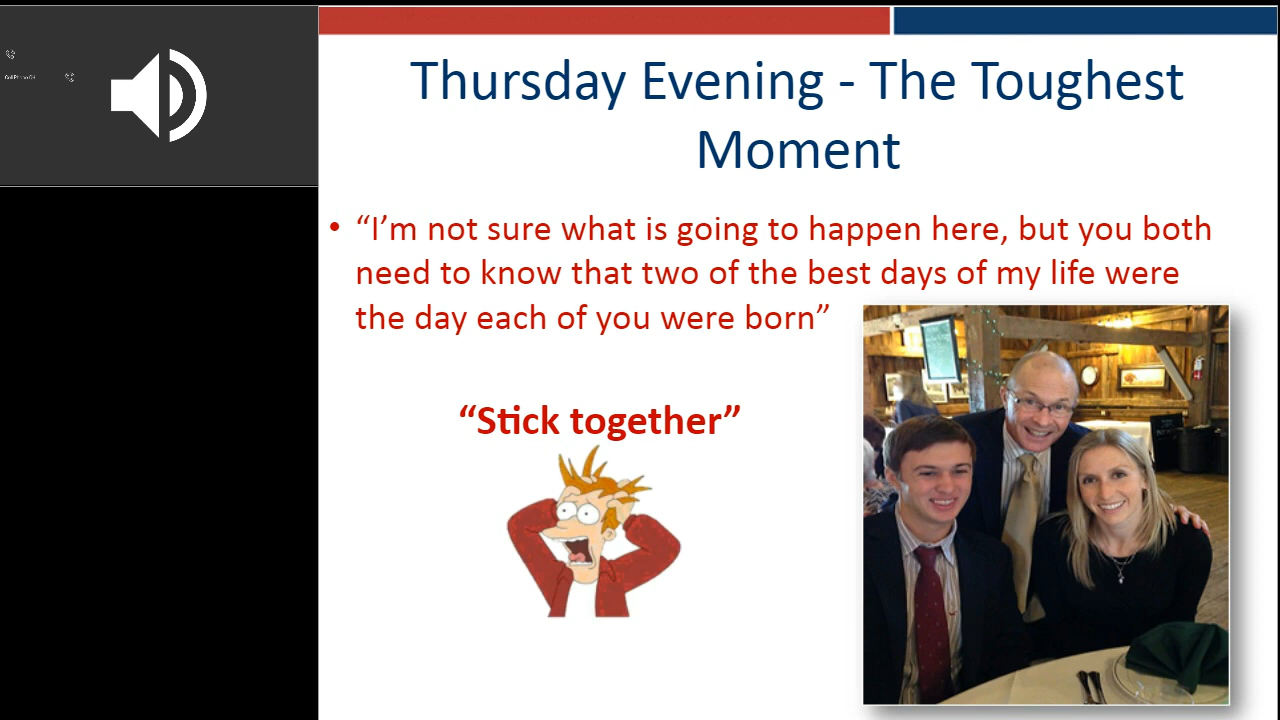 Thursday Evening - The Toughest
Moment
• “I’m not sure what is going to happen here, but you both
need to know that two of the best days of my life were
the day each of you were born”
“Stick together”